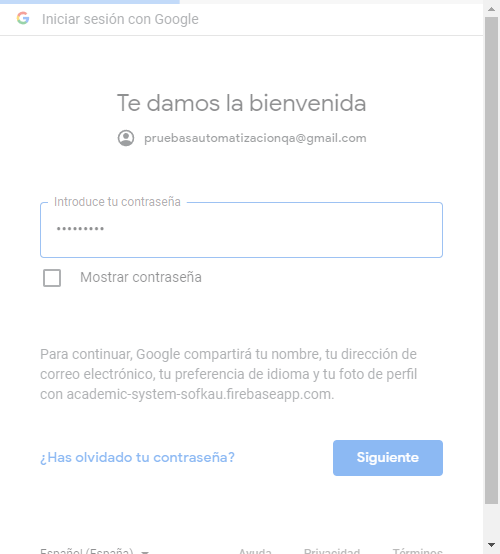 Iniciar sesión con Google
Te damos la bienvenida
pruebasautomatizacionqa@gmail.com
Introduce tu contraseña
•••••••••
Mostrar contraseña
Para continuar, Google compartirá tu nombre, tu dirección de
correo electrónico, tu preferencia de idioma y tu foto de perfil
con academic-system-sofkau.firebaseapp.com.
¿Has olvidado tu contraseña? Siguiente
Español (España) Ayuda Privacidad Términos